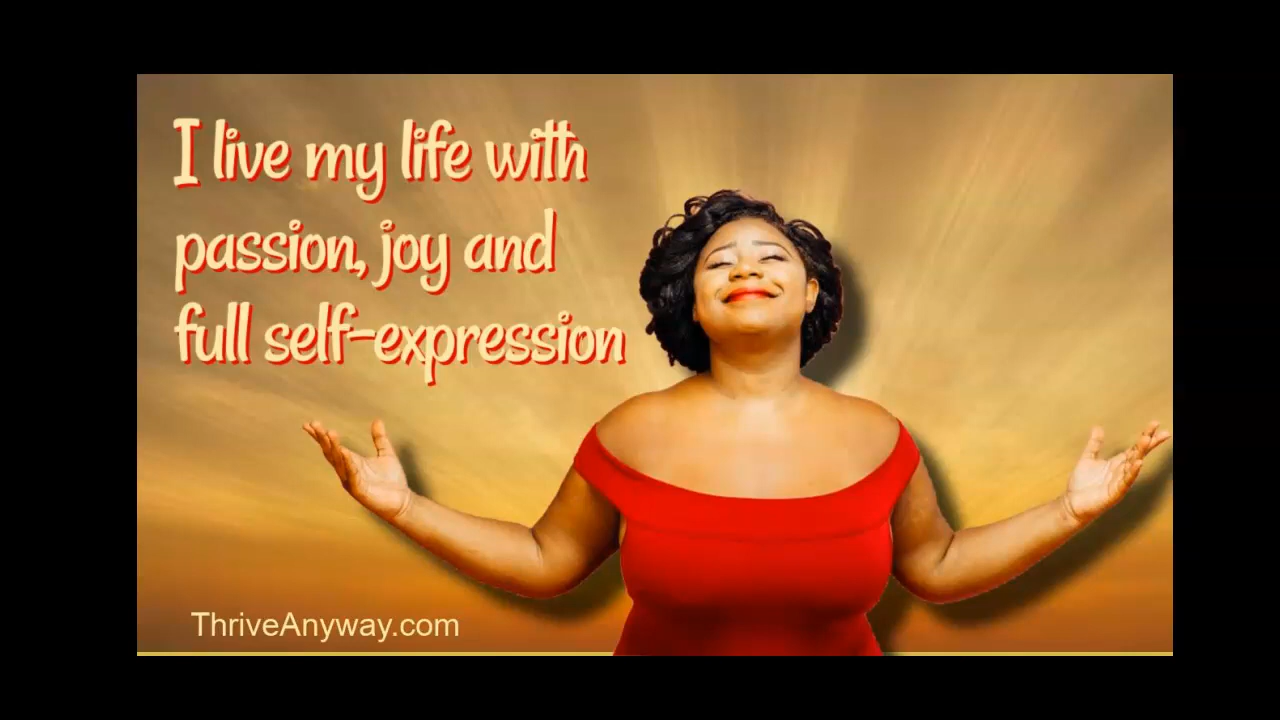 I live my life with
passion, joy and
full self-expression
ThriveAnyway.com